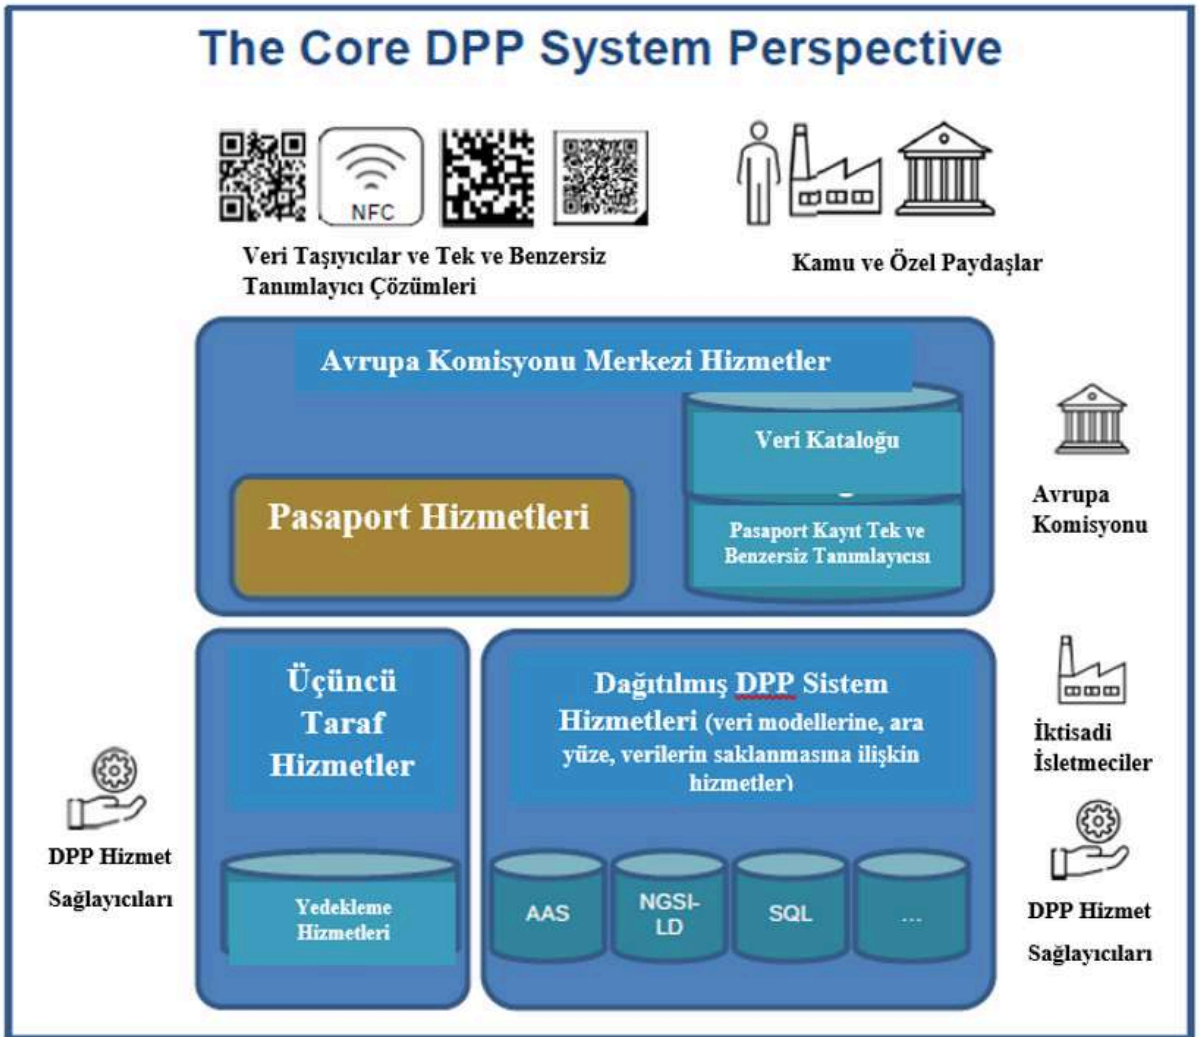 The Core DPP System Perspective
NFC
Veri Taşıyıcılar ve Tek ve Benzersiz
Tanımlayıcı Çözümleri
Kamu ve Özel Paydaşlar
Avrupa Komisyonu Merkezi Hizmetler
Veri Kataloğu
Pasaport Hizmetleri
Pasaport Kayıt Tek ve
Benzersiz Tanımlayıcısı
Avrupa
Komisyonu
Üçüncü
Taraf
Hizmetler
Dağıtılmış DPP Sistem
Hizmetleri (veri modellerine, ara
yüze, verilerin saklanmasına ilişkin
hizmetler)
İktisadi
İsletmeciler
DPP Hizmet
Sağlayıcıları
Yedekleme
Hizmetleri
AAS
NGSI-
LD
SQL
...
DPP Hizmet
Sağlayıcıları